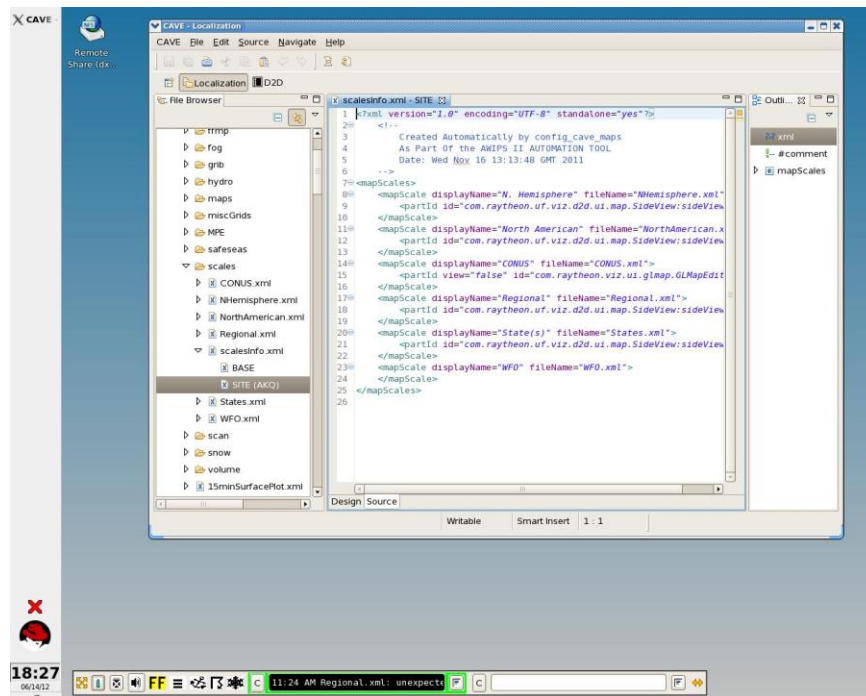 CAVE -
Remote-
Share (dx...
CAVE - Localization
CAVE File Edit Source Navigate Help
Localization D2D
File Browser
ffmp
fog
grib
hydro
maps
miscGrids
MPE
safeseas
scales
CONUS.xml
NHemisphere.xml
NorthAmerican.xml
Regional.xml
scalesInfo.xml
BASE
SITE (AKQ)
States.xml
WFO.xml
scan
snow
volume
15minSurfacePlot.xml
scalesInfo.xml - SITE
1 <?xml version="1.0" encoding="UTF-8" standalone="yes"?>
2 <!--
3 Created Automatically by config_cave_maps
4 As Part Of the AWIPS II AUTOMATION TOOL
5 Date: Wed Nov 16 13:13:48 GMT 2011
6 -->
7 <mapScales>
8 <mapScale displayName="N. Hemisphere" fileName="NHemisphere.xml"
9 <partId id="com.raytheon.uf.viz.d2d.ui.map.SideView:sideView
10 </mapScale>
11 <mapScale displayName="North American" fileName="NorthAmerican.x
12 <partId id="com.raytheon.uf.viz.d2d.ui.map.SideView:sideView
13 </mapScale>
14 <mapScale displayName="CONUS" fileName="CONUS.xml">
15 <partId view="false" id="com.raytheon.viz.ui.glmap.GLMapEdit
16 </mapScale>
17 <mapScale displayName="Regional" fileName="Regional.xml">
18 <partId id="com.raytheon.uf.viz.d2d.ui.map.SideView:sideView
19 </mapScale>
20 <mapScale displayName="State(s)" fileName="States.xml">
21 <partId id="com.raytheon.uf.viz.d2d.ui.map.SideView:sideView
22 </mapScale>
23 <mapScale displayName="WFO" fileName="WFO.xml">
24 </mapScale>
25 </mapScales>
26
Design Source
Outli...
xml
#comment
mapScales
Writable Smart Insert 1 : 1
18:27
06/14/12
FF
C
11:24 AM Regional.xml: unexpecte
C